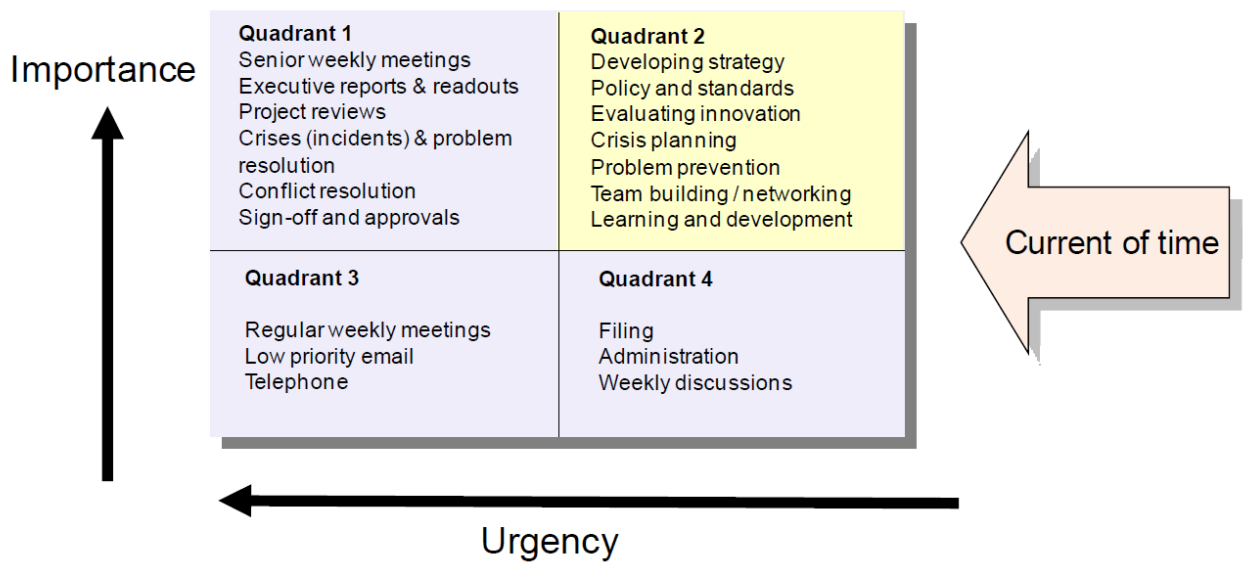 Importance
Quadrant 1
Senior weekly meetings
Executive reports & readouts
Project reviews
Crises (incidents) & problem
resolution
Conflict resolution
Sign-off and approvals
Quadrant 2
Developing strategy
Policy and standards
Evaluating innovation
Crisis planning
Problem prevention
Team building / networking
Learning and development
Quadrant 3
Regular weekly meetings
Low priority email
Telephone
Quadrant 4
Filing
Administration
Weekly discussions
Current of time
Urgency